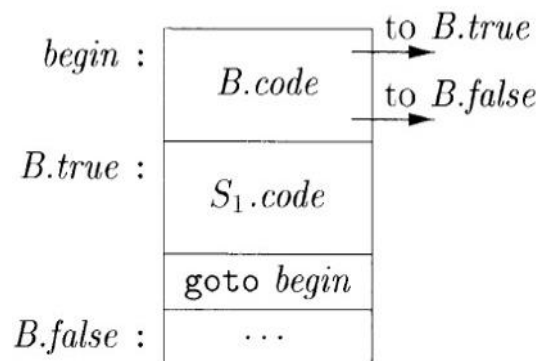 to B.true
begin :
B.code
to B.false
B.true :
S₁.code
goto begin
B.false : ...